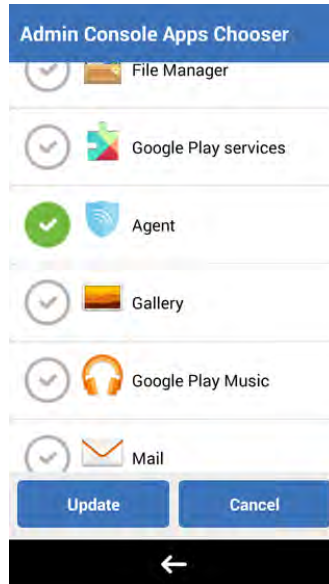 Admin Console Apps Chooser
File Manager
Google Play services
Agent
Gallery
Google Play Music
Mail
Update
Cancel